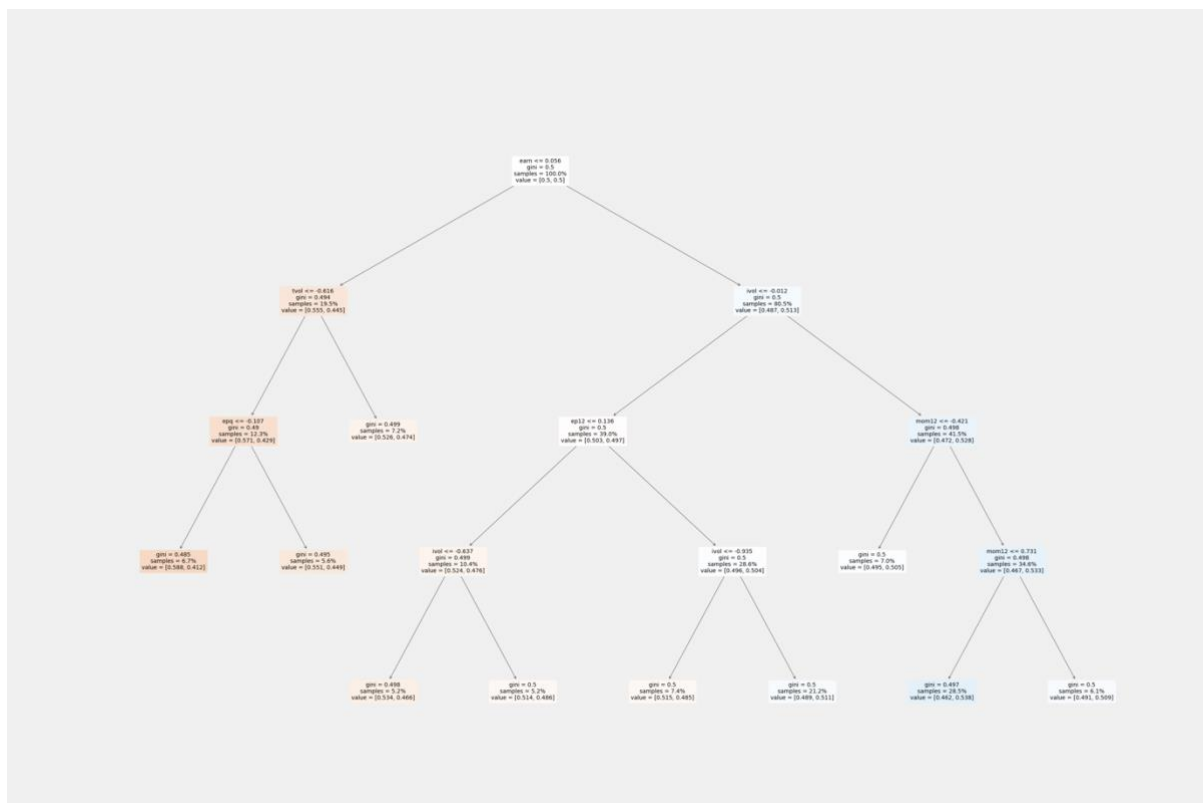 earn <= 0.056
gini = 0.5
samples = 100.0%
value = [0.5, 0.5]
tvol <= -0.616
gini = 0.494
samples = 19.5%
value = [0.555, 0.445]
ivol <= -0.012
gini = 0.5
samples = 80.5%
value = [0.487, 0.513]
gini = 0.49
samples = 12.3%
value = [0.571, 0.429]
gini = 0.499
samples = 7.2%
value = [0.526, 0.474]
ep12 <= 0.136
gini = 0.5
samples = 39.0%
value = [0.503, 0.497]
mom12 <= -0.421
gini = 0.498
samples = 41.5%
value = [0.472, 0.528]
gini = 0.485
samples = 6.7%
value = [0.588, 0.412]
gini = 0.495
samples = 5.6%
value = [0.551, 0.449]
ivol <= -0.637
gini = 0.499
samples = 10.4%
value = [0.524, 0.476]
ivol <= -0.935
gini = 0.5
samples = 28.6%
value = [0.496, 0.504]
gini = 0.5
samples = 7.0%
value = [0.495, 0.505]
mom12 <= 0.731
gini = 0.498
samples = 34.6%
value = [0.467, 0.533]
gini = 0.498
samples = 5.2%
value = [0.534, 0.466]
gini = 0.5
samples = 5.2%
value = [0.514, 0.486]
gini = 0.5
samples = 7.4%
value = [0.515, 0.485]
gini = 0.5
samples = 21.2%
value = [0.489, 0.511]
gini = 0.497
samples = 28.5%
value = [0.462, 0.538]
gini = 0.5
samples = 6.1%
value = [0.491, 0.509]